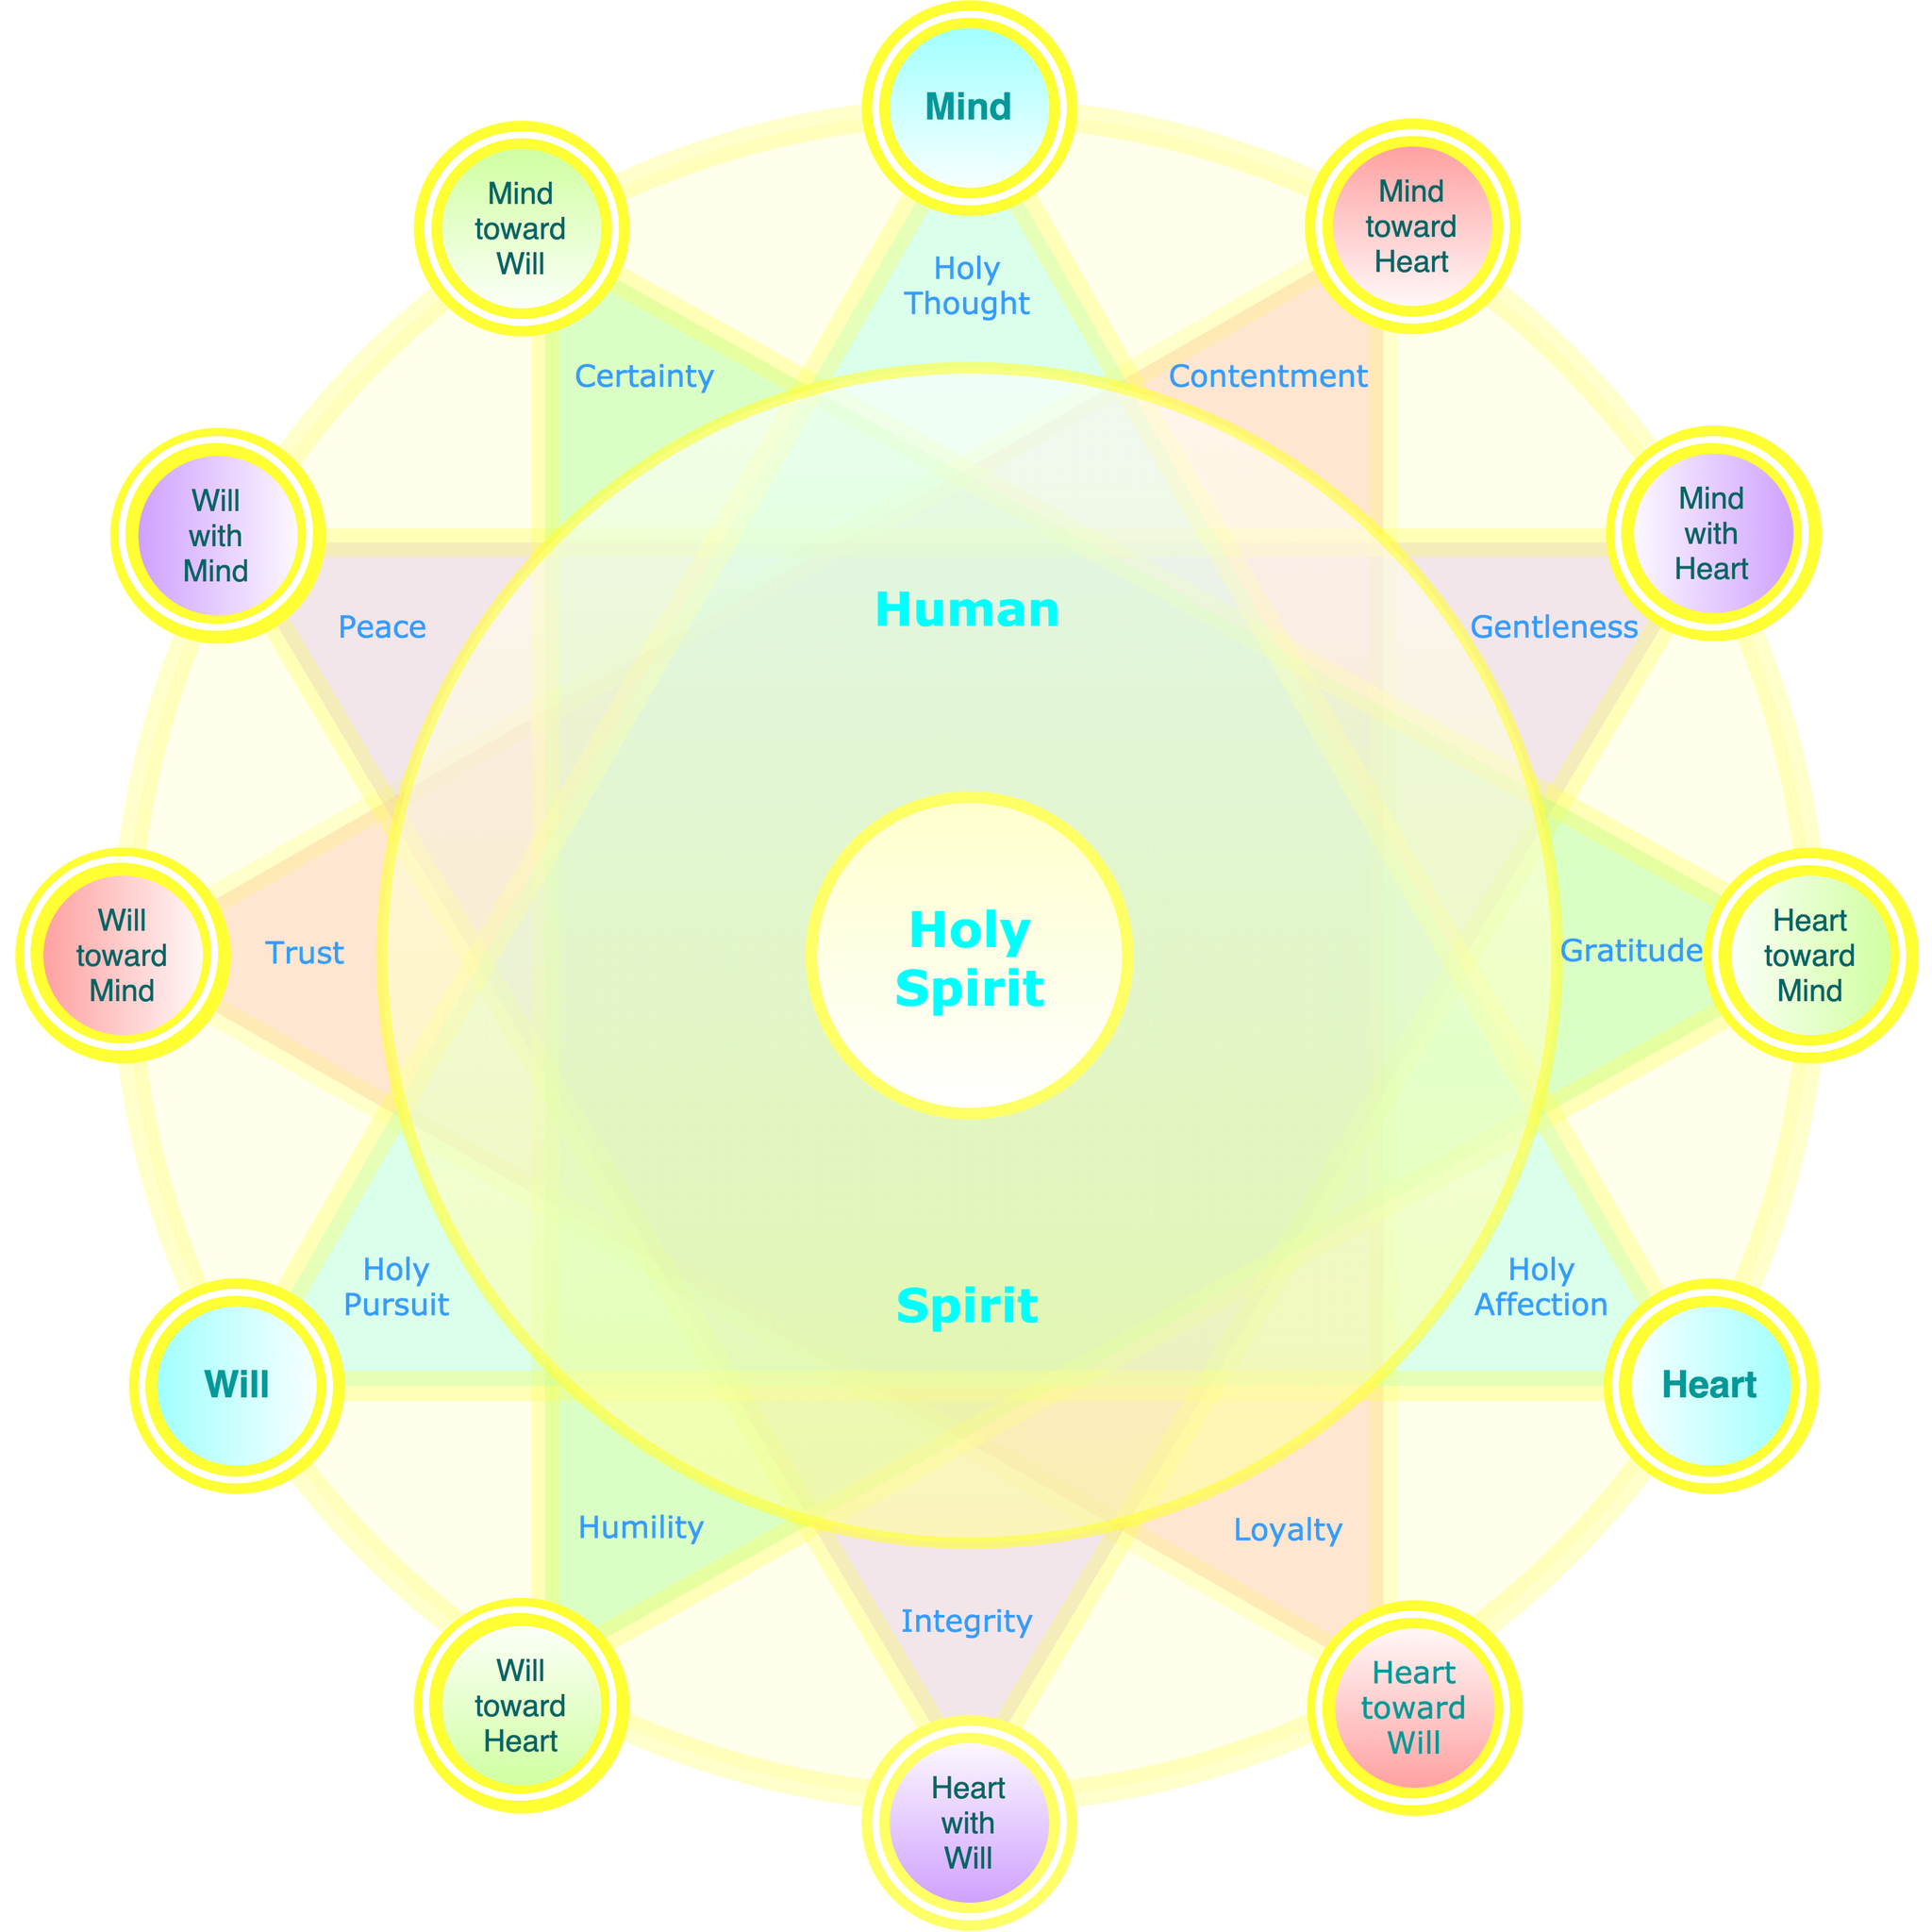 Mind
Mind
toward
Will
Mind
toward
Heart
Holy
Thought
Certainty
Contentment
Will
with
Mind
Mind
with
Heart
Peace
Human
Gentleness
Will
toward
Mind
Trust
Holy
Spirit
Gratitude
Heart
toward
Mind
Holy
Pursuit
Spirit
Holy
Affection
Will
Heart
Humility
Loyalty
Integrity
Will
toward
Heart
Heart
toward
Will
Heart
with
Will